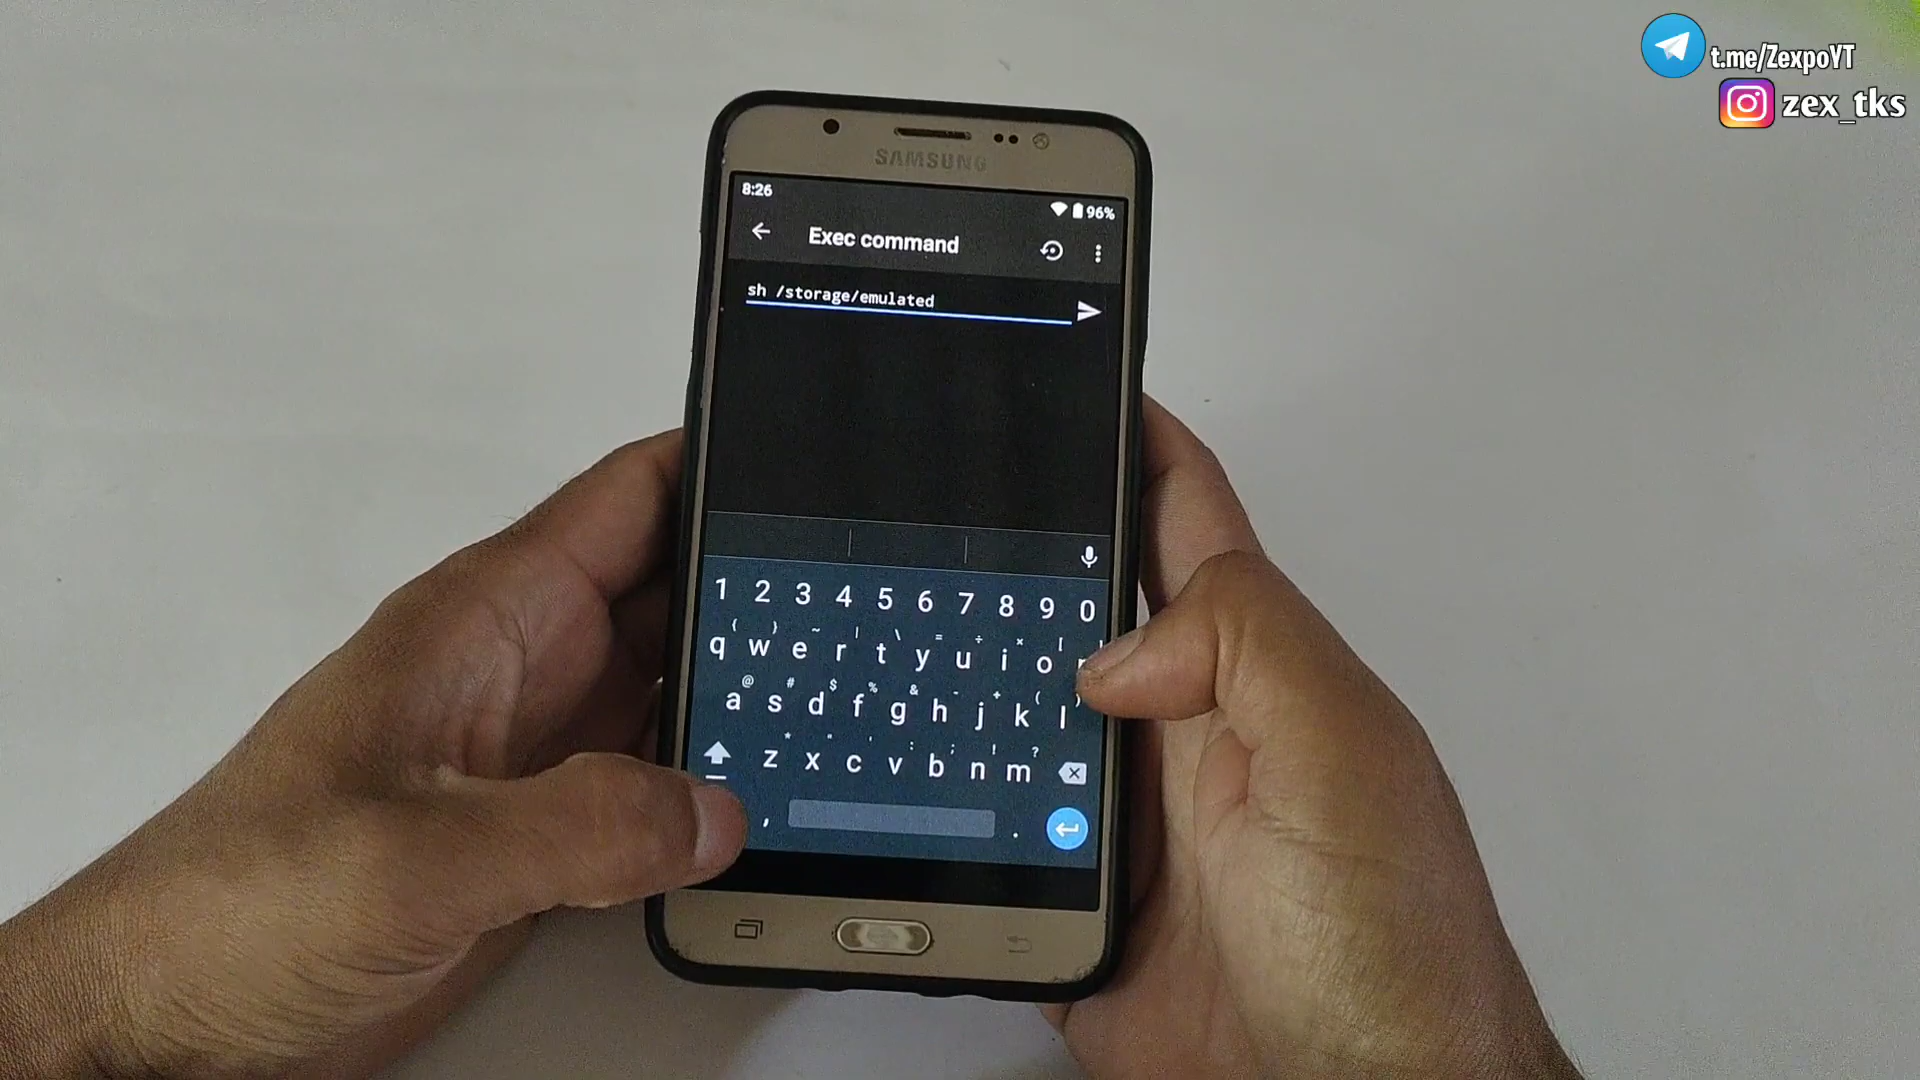 t.me/ZexpoYT
zex_tks
SAMSUNG
8:26
96%
Exec command
sh /storage/emulated
1 2 3 4 5 6 7 8 9 0
{ } ~ | \ = ÷ × [
q w e r t y u i o
@ # $ % & - + ( )
a s d f g h j k l
* " ' : ; ! ?
z x c v b n m
, .